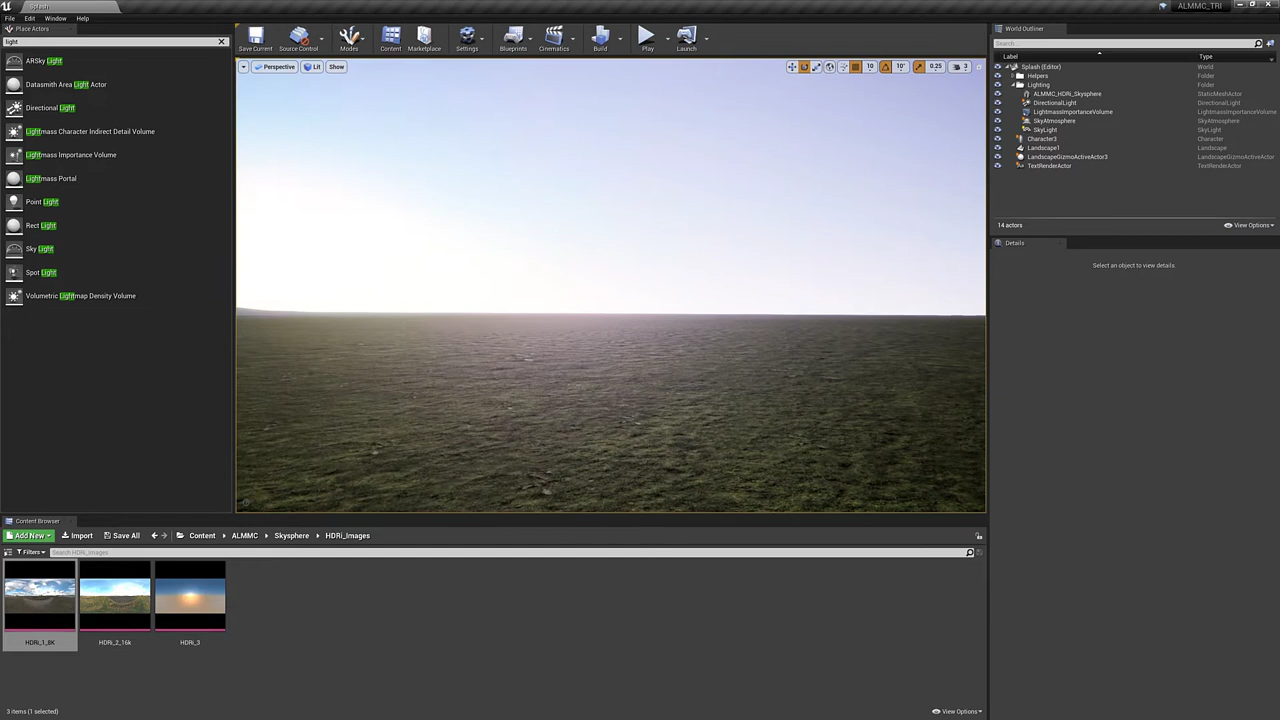 Splash
ALMMC_TRI
File Edit Window Help
Place Actors
light
ARSky Light
Datasmith Area Light Actor
Directional Light
Lightmass Character Indirect Detail Volume
Lightmass Importance Volume
Lightmass Portal
Point Light
Rect Light
Sky Light
Spot Light
Volumetric Lightmap Density Volume
Save Current Source Control Modes Content Marketplace Settings Blueprints Cinematics Build Play Launch
Perspective Lit Show 10 10° 0.25 3
World Outliner
Search
Label Type
Splash (Editor) World
Helpers Folder
Lighting Folder
ALMMC_HDRi_Skysphere StaticMeshActor
DirectionalLight DirectionalLight
LightmassImportanceVolume LightmassImportanceVolume
SkyAtmosphere SkyAtmosphere
SkyLight SkyLight
Character3 Character
Landscape1 Landscape
LandscapeGizmoActiveActor3 LandscapeGizmoActiveActor
TextRenderActor TextRenderActor
14 actors View Options
Details
Select an object to view details.
Content Browser
Add New Import Save All Content ALMMC Skysphere HDRi_Images
Filters Search HDRi_Images
HDRi_1_8K HDRi_2_16k HDRi_3
3 items (1 selected) View Options